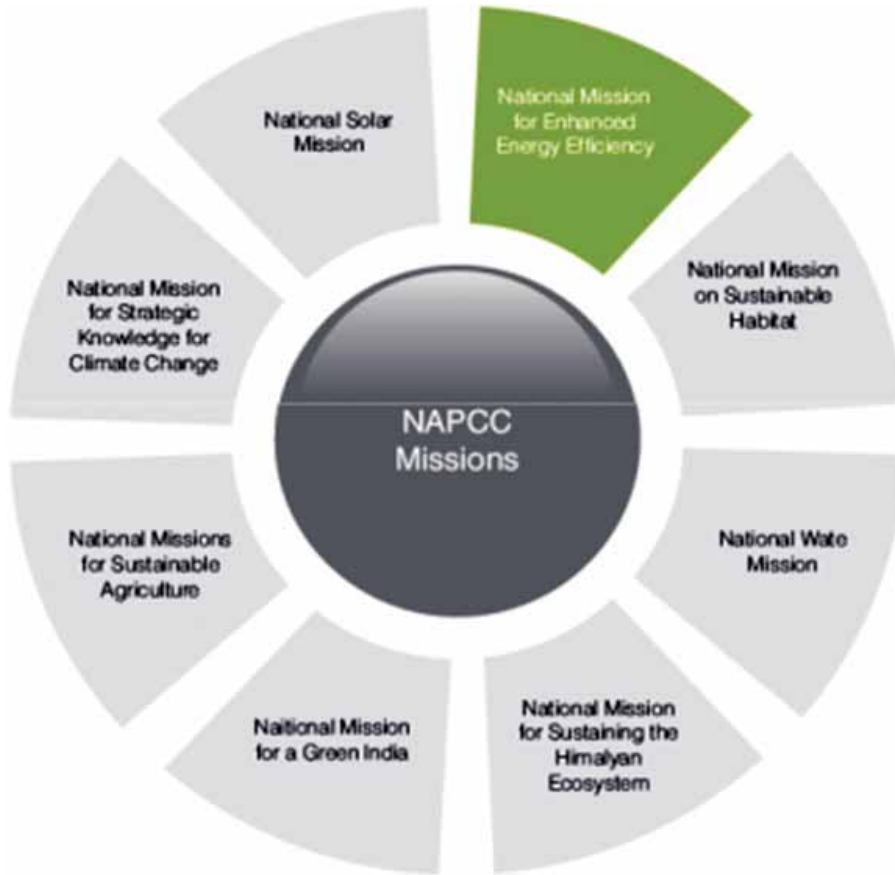 National Solar
Mission
National Mission
for Enhanced
Energy Efficiency
National Mission
on Sustainable
Habitat
National Wate
Mission
National Mission
for Sustaining the
Himalyan
Ecosystem
Naitional Mission
for a Green India
National Missions
for Sustainable
Agriculture
National Mission
for Strategic
Knowledge for
Climate Change
NAPCC
Missions